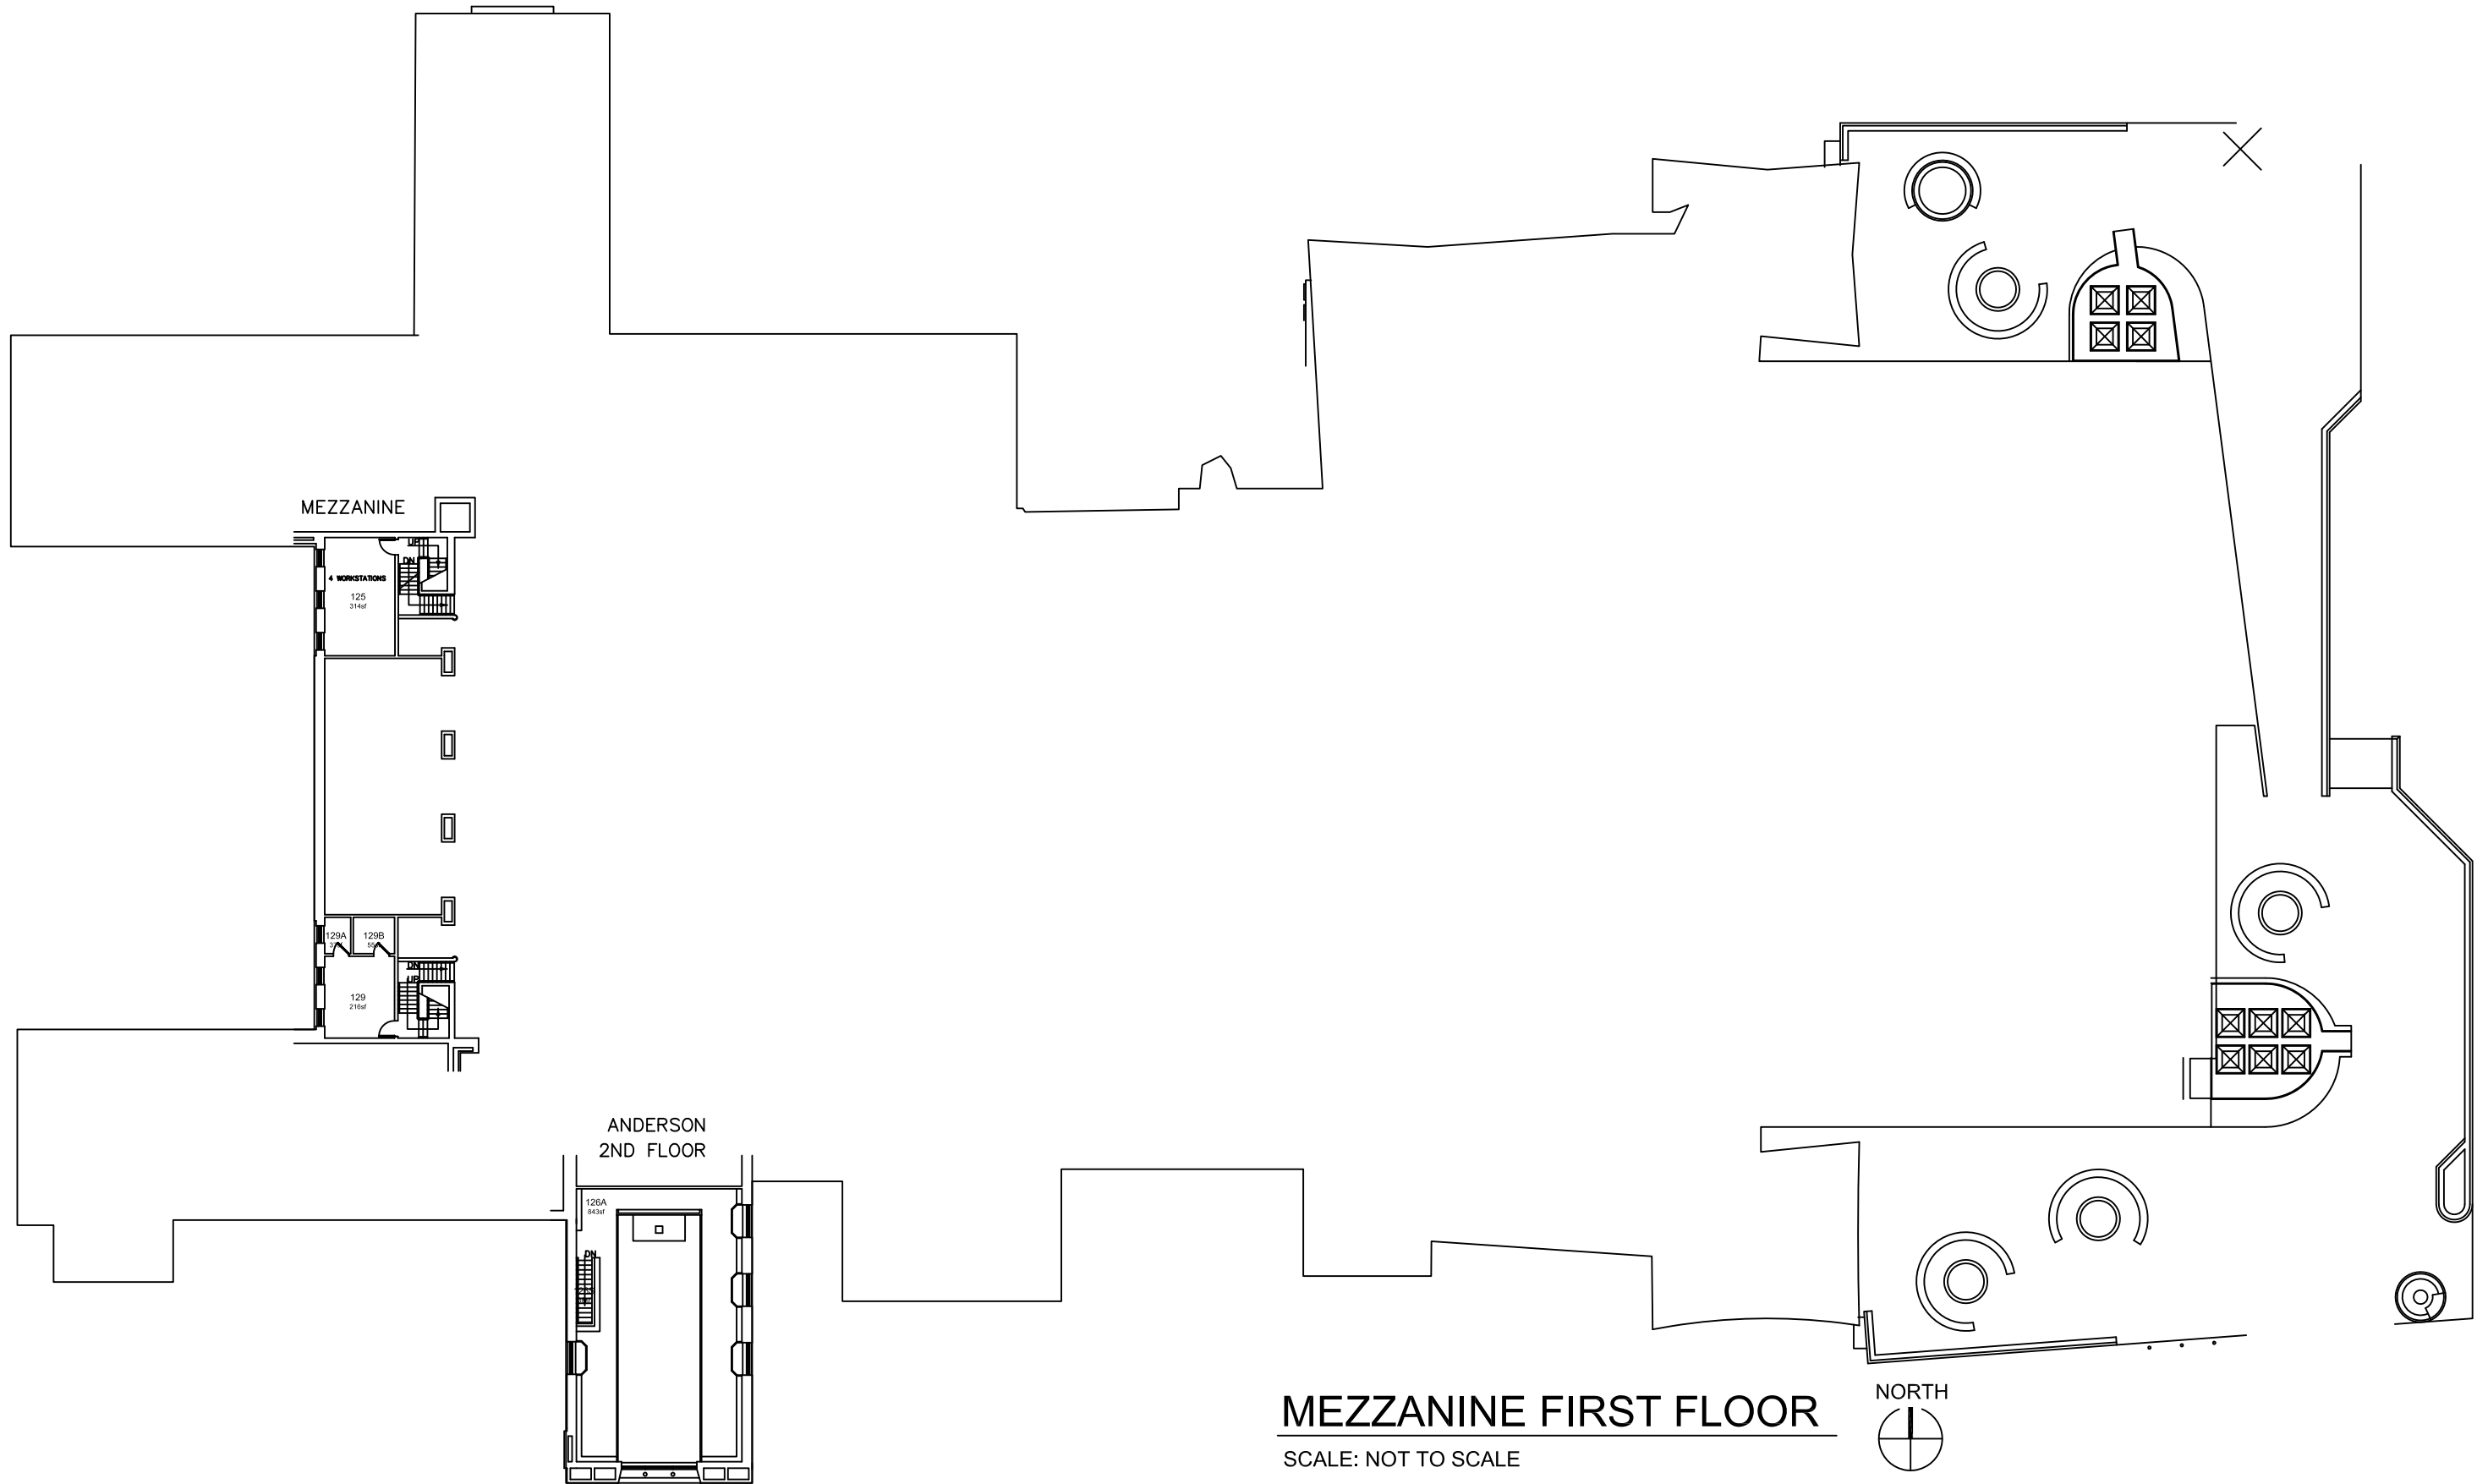 MEZZANINE
UP
DN
4 WORKSTATIONS
125
314sf
129A
129B
DN
UP
129
216sf
ANDERSON
2ND FLOOR
126A
843sf
DN
MEZZANINE FIRST FLOOR
SCALE: NOT TO SCALE
NORTH